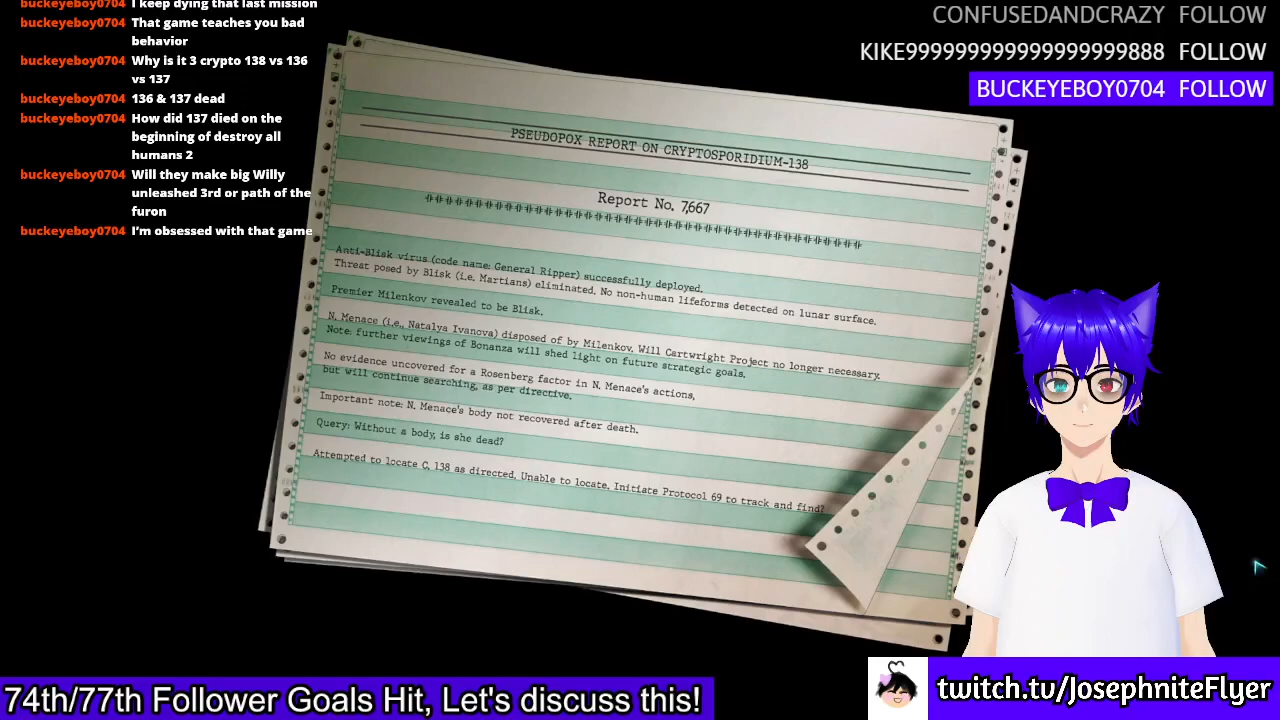 buckeyeboy0704 I keep dying that last mission
buckeyeboy0704 That game teaches you bad
behavior
buckeyeboy0704 Why is it 3 crypto 138 vs 136
vs 137
buckeyeboy0704 136 & 137 dead
buckeyeboy0704 How did 137 died on the
beginning of destroy all
humans 2
buckeyeboy0704 Will they make big Willy
unleashed 3rd or path of the
furon
buckeyeboy0704 I'm obsessed with that game
CONFUSEDANDCRAZY FOLLOW
KIKE999999999999999999888 FOLLOW
BUCKEYEBOY0704 FOLLOW
PSEUDOPOX REPORT ON CRYPTOSPORIDIUM-138
Report No. 7,667
Anti-Blisk virus (code name: General Ripper) successfully deployed.
Threat posed by Blisk (i.e. Martians) eliminated. No non-human lifeforms detected on lunar surface.
Premier Milenkov revealed to be Blisk.
N. Menace (i.e., Natalya Ivanova) disposed of by Milenkov. Will Cartwright Project no longer necessary.
Note: further viewings of Bonanza will shed light on future strategic goals.
No evidence uncovered for a Rosenberg factor in N. Menace's actions,
but will continue searching, as per directive.
Important note: N. Menace's body not recovered after death.
Query: Without a body, is she dead?
Attempted to locate C. 138 as directed. Unable to locate. Initiate Protocol 69 to track and find?
74th/77th Follower Goals Hit, Let's discuss this!
twitch.tv/JosephniteFlyer